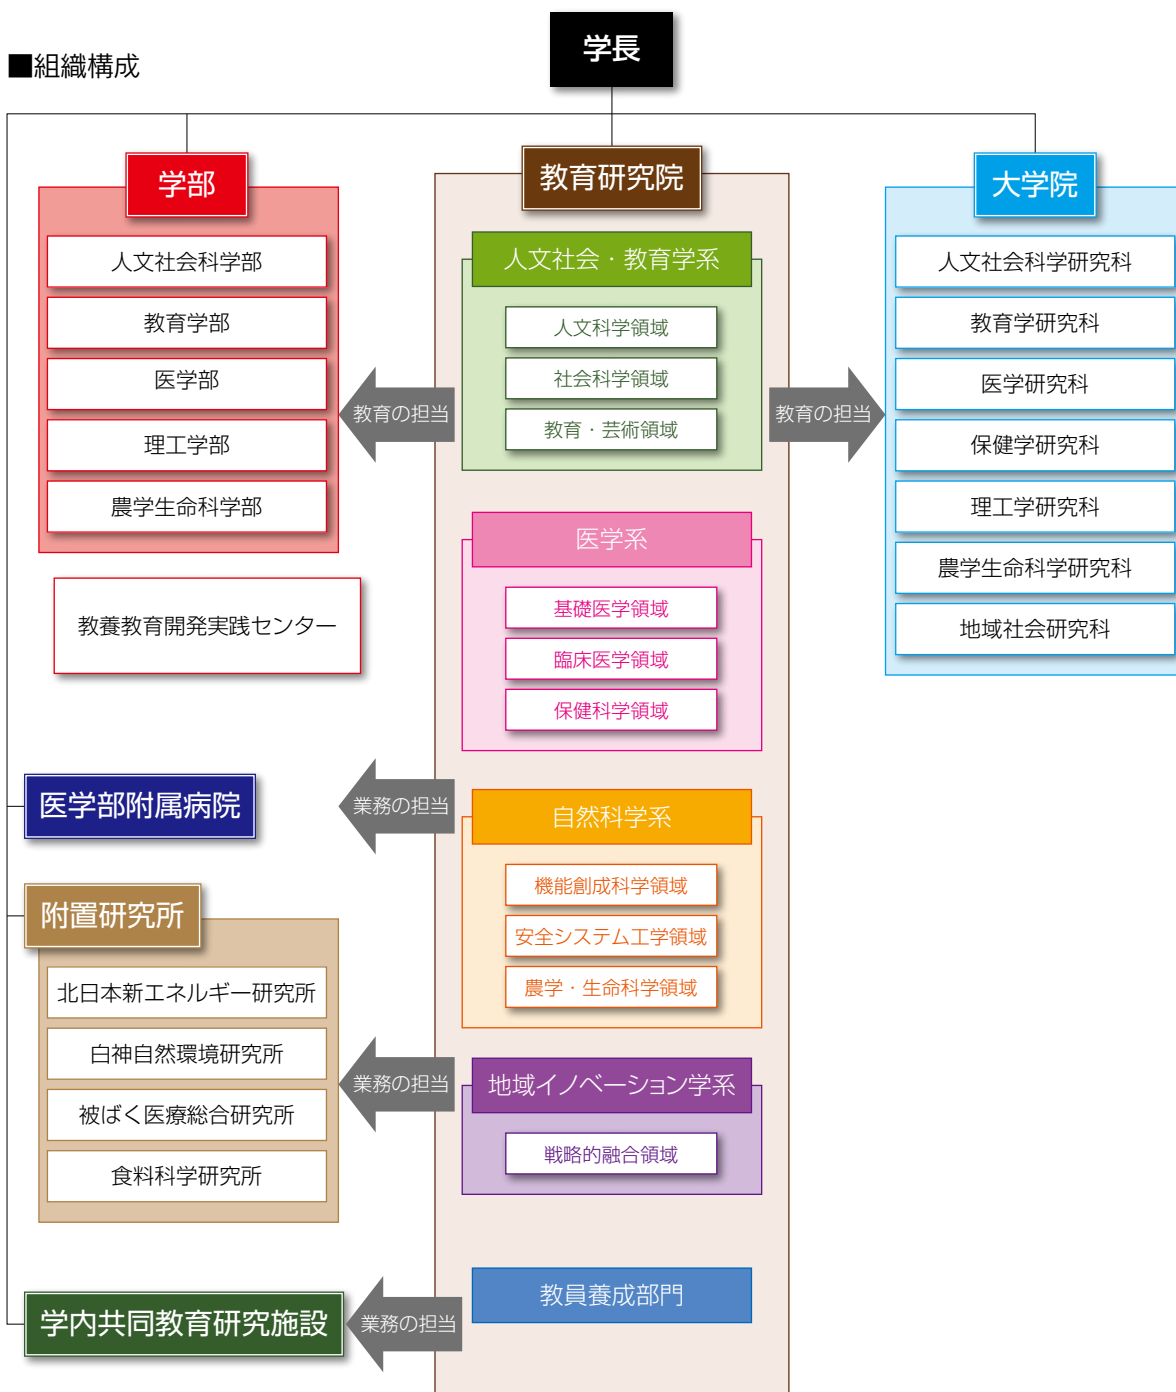 ■組織構成
学長
学部
人文社会科学部
教育学部
医学部
理工学部
農学生命科学部
教養教育開発実践センター
医学部附属病院
附置研究所
北日本新エネルギー研究所
白神自然環境研究所
被ばく医療総合研究所
食料科学研究所
学内共同教育研究施設
教育の担当
業務の担当
業務の担当
業務の担当
教育研究院
人文社会・教育学系
人文科学領域
社会科学領域
教育・芸術領域
医学系
基礎医学領域
臨床医学領域
保健科学領域
自然科学系
機能創成科学領域
安全システム工学領域
農学・生命科学領域
地域イノベーション学系
戦略的融合領域
教員養成部門
教育の担当
大学院
人文社会科学研究科
教育学研究科
医学研究科
保健学研究科
理工学研究科
農学生命科学研究科
地域社会研究科